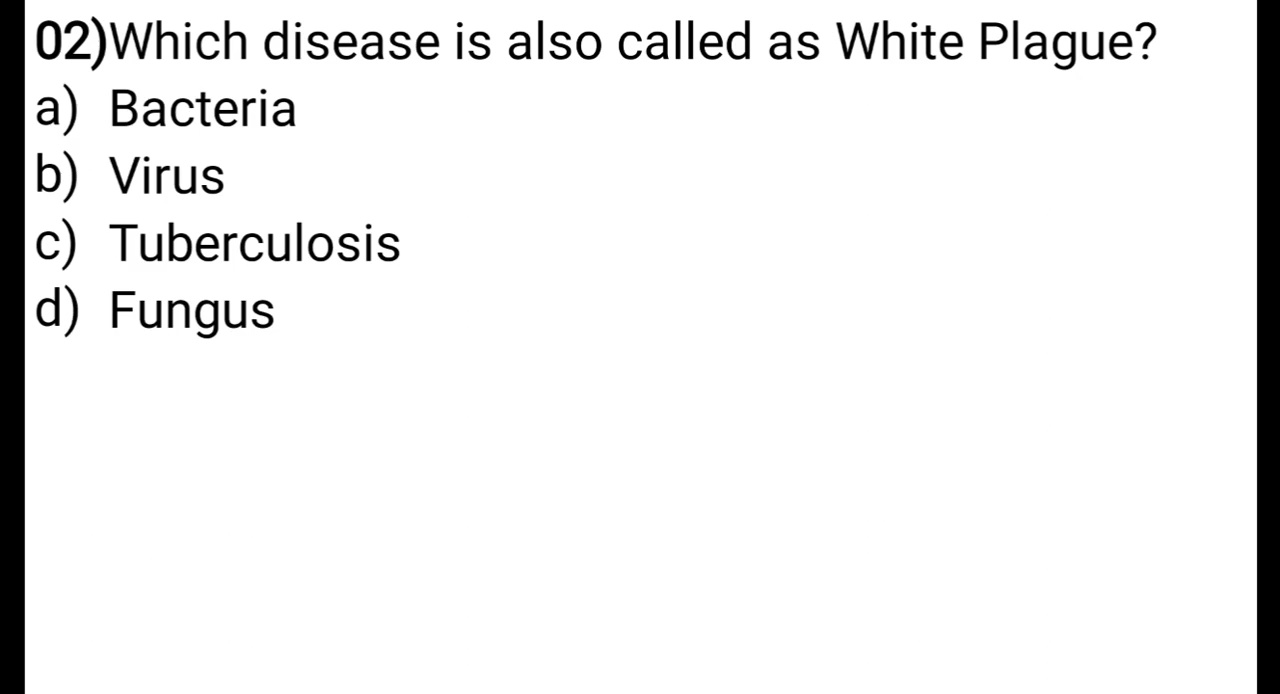 02)Which disease is also called as White Plague?
a) Bacteria
b) Virus
c) Tuberculosis
d) Fungus